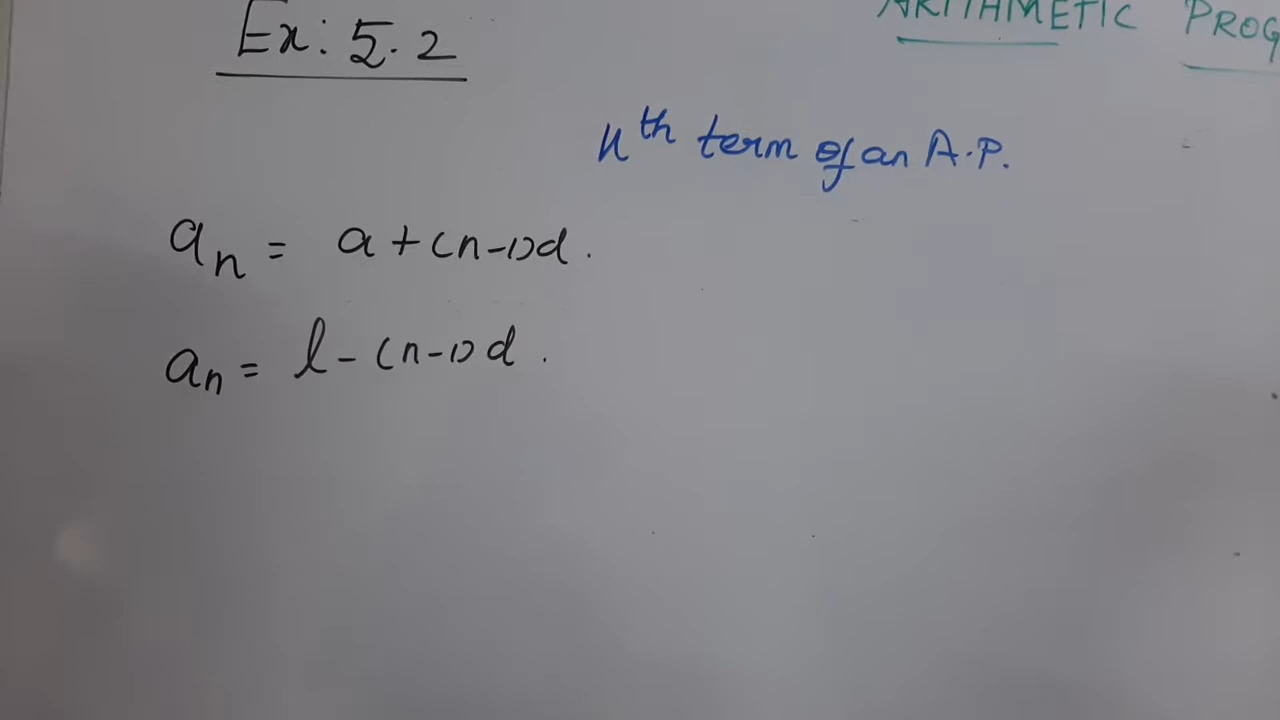 Ex: 5.2
ARITHMETIC PROG
nth term of an A.P.
an = a + (n-1)d.
an = l - (n-1)d.